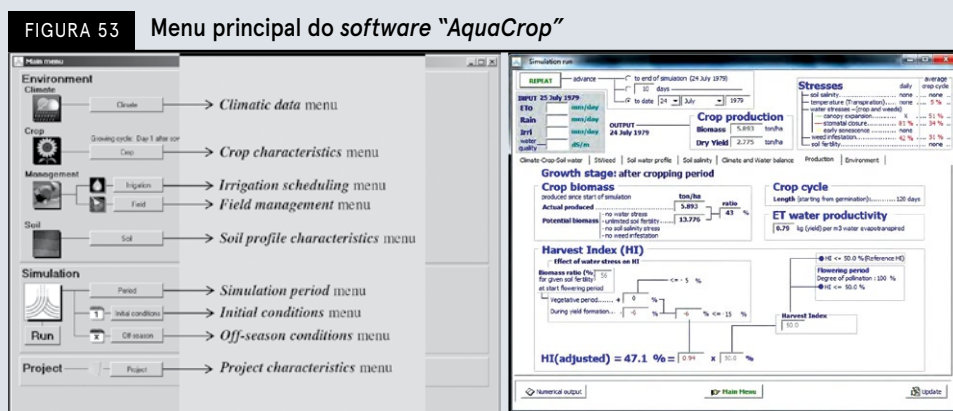 FIGURA 53
Menu principal do software “AquaCrop”
Main menu
Environment
Climate
Climate
Climatic data menu
Crop
Growing cycle: Day 1 after
Crop
Crop characteristics menu
Management
Irrigation
Irrigation scheduling menu
Field
Field management menu
Soil
Soil
Soil profile characteristics menu
Simulation
Period
Simulation period menu
Initial conditions
Initial conditions menu
Run
Off season
Off-season conditions menu
Project
Project
Project characteristics menu
Simulation run
REPEAT
advance
to end of simulation (24 July 1979)
10 days
to date 24 July 1979
INPUT 25 July 1979
ETo mm/day
Rain mm/day
Irri mm/day
water quality dS/m
OUTPUT
24 July 1979
Crop production
Biomass 5.893 ton/ha
Dry Yield 2.775 ton/ha
Stresses daily average crop cycle
soil salinity none none
temperature (Transpiration) none 5 %
water stresses (crop and weeds)
canopy expansion X 51 %
stomatal closure 81 % 34 %
early senescence none
weed infestation 42 % 31 %
soil fertility none
Climate-Crop-Soil water
Soil water profile
Soil salinity
Climate and Water balance
Production
Environment
Growth stage: after cropping period
Crop biomass
produced since start of simulation
ton/ha
Actual produced 5.893
ratio
43 %
Potential biomass 13.776
- no water stress
- unlimited soil fertility
- no soil salinity stress
- no weed infestation
Crop cycle
Length (starting from germination) 120 days
ET water productivity
0.79 kg (yield) per m3 water evapotranspired
Harvest Index (HI)
Effect of water stress on HI
Biomass ratio (% 56
for given soil fertility
at start flowering period
<= - 5 %
Vegetative period + 0 %
During yield formation - -6 %
-6 % <= -15 %
HI <= 50.0 % (Reference HI)
Flowering period
Degree of pollination : 100 %
HI <= 50.0 %
Harvest Index
50.0
HI(adjusted) = 47.1 % = 0.94 x 50.0 %
Numerical output
Main Menu
Update